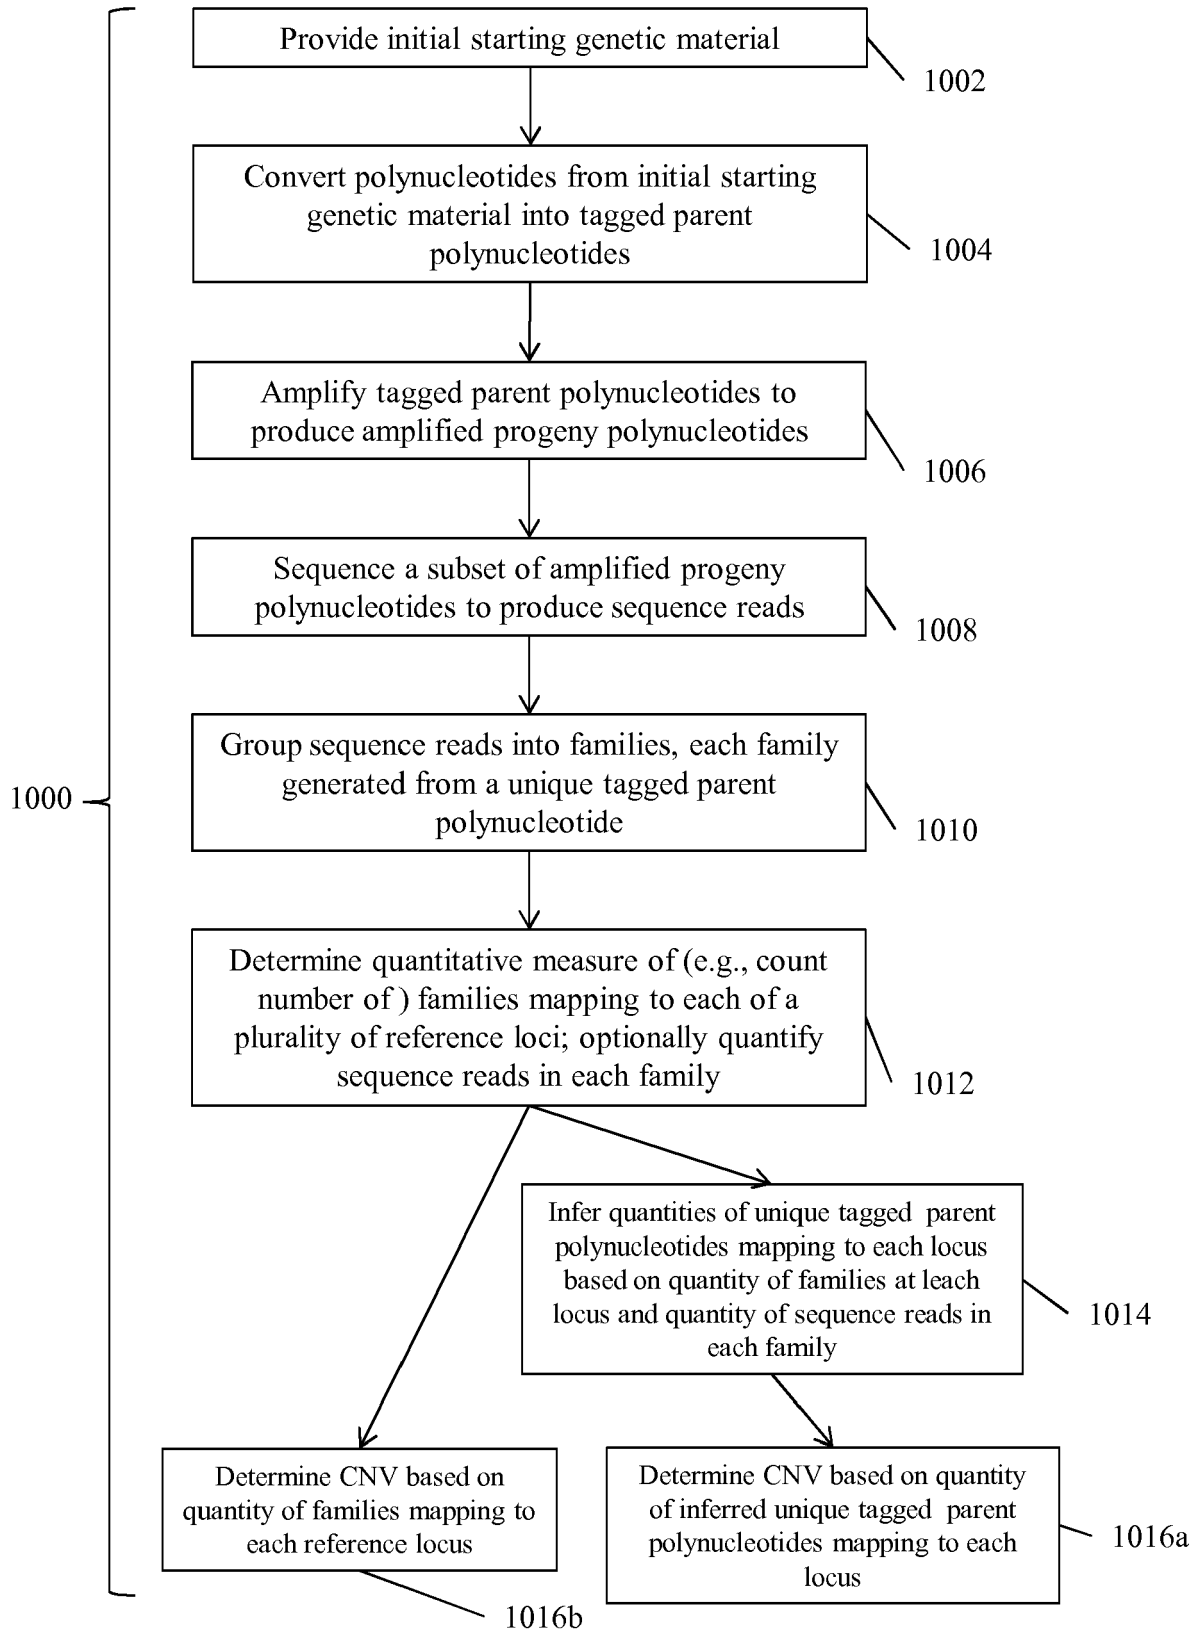 Provide initial starting genetic material
1002
Convert polynucleotides from initial starting
genetic material into tagged parent
polynucleotides
1004
Amplify tagged parent polynucleotides to
produce amplified progeny polynucleotides
1006
Sequence a subset of amplified progeny
polynucleotides to produce sequence reads
1008
Group sequence reads into families, each family
generated from a unique tagged parent
polynucleotide
1010
1000
Determine quantitative measure of (e.g., count
number of ) families mapping to each of a
plurality of reference loci; optionally quantify
sequence reads in each family
1012
Infer quantities of unique tagged parent
polynucleotides mapping to each locus
based on quantity of families at leach
locus and quantity of sequence reads in
each family
1014
Determine CNV based on
quantity of families mapping to
each reference locus
1016b
Determine CNV based on quantity
of inferred unique tagged parent
polynucleotides mapping to each
locus
1016a